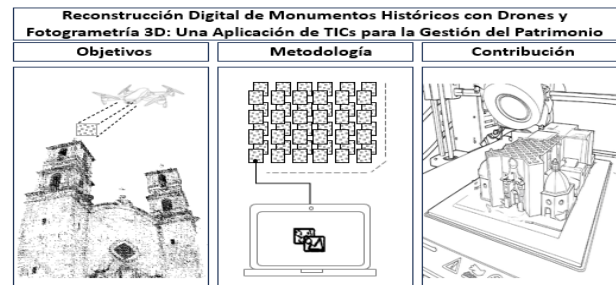 Reconstrucción Digital de Monumentos Históricos con Drones y
Fotogrametría 3D: Una Aplicación de TICs para la Gestión del Patrimonio
Objetivos
Metodología
Contribución